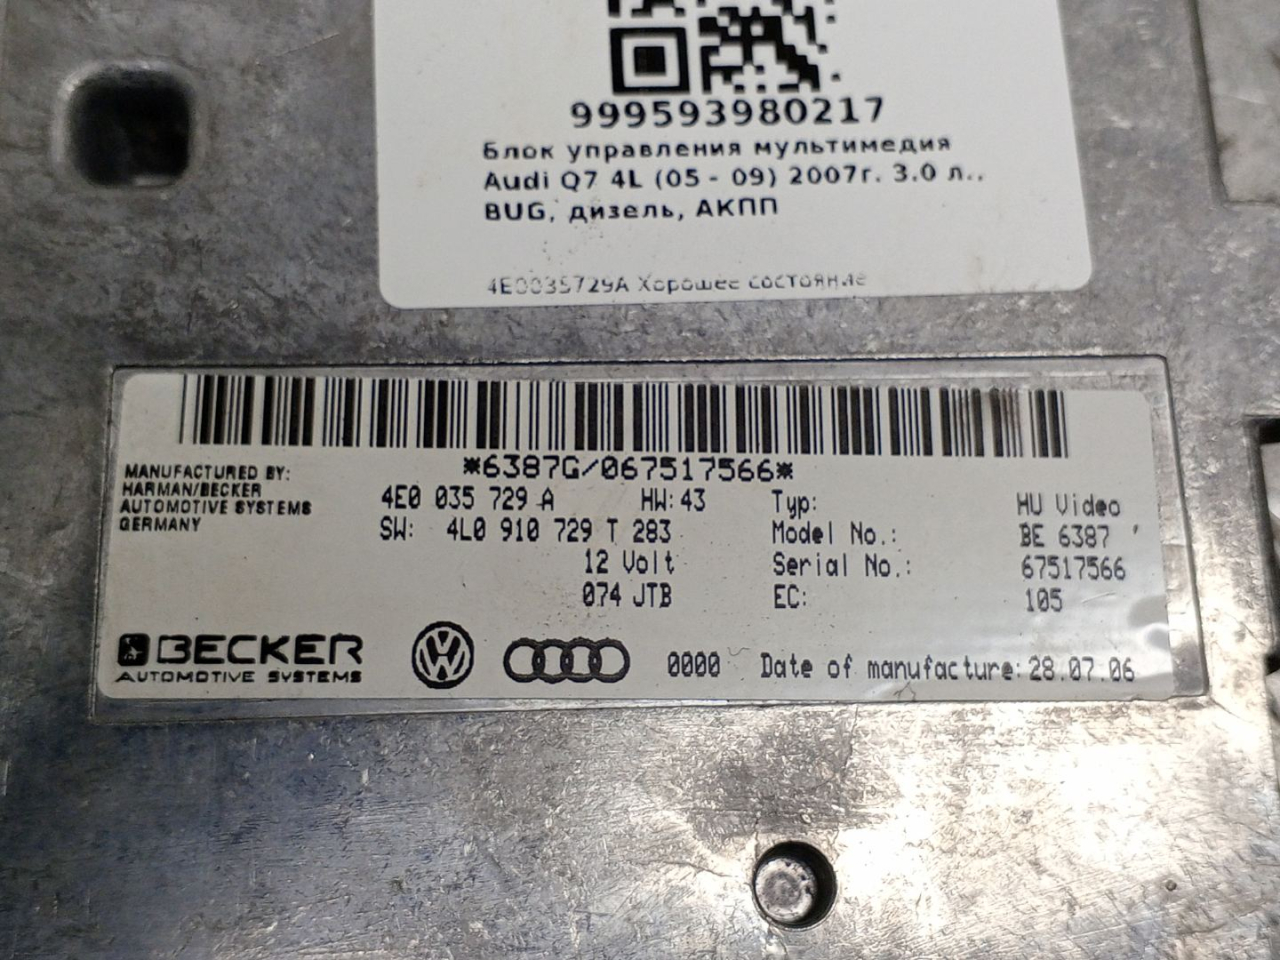 999593980217
Блок управления мультимедия
Audi Q7 4L (05 - 09) 2007г. 3.0 л.,
BUG, дизель, АКПП
4E0035729A Хорошее состояние
*6387G/067517566*
MANUFACTURED BY:
HARMAN/BECKER
AUTOMOTIVE SYSTEMS
GERMANY
4E0 035 729 A HW: 43
SW: 4L0 910 729 T 283
12 Volt
074 JTB
Typ: HU Video
Model No.: BE 6387
Serial No.: 67517566
EC: 105
BECKER
AUTOMOTIVE SYSTEMS
0000 Date of manufacture: 28.07.06